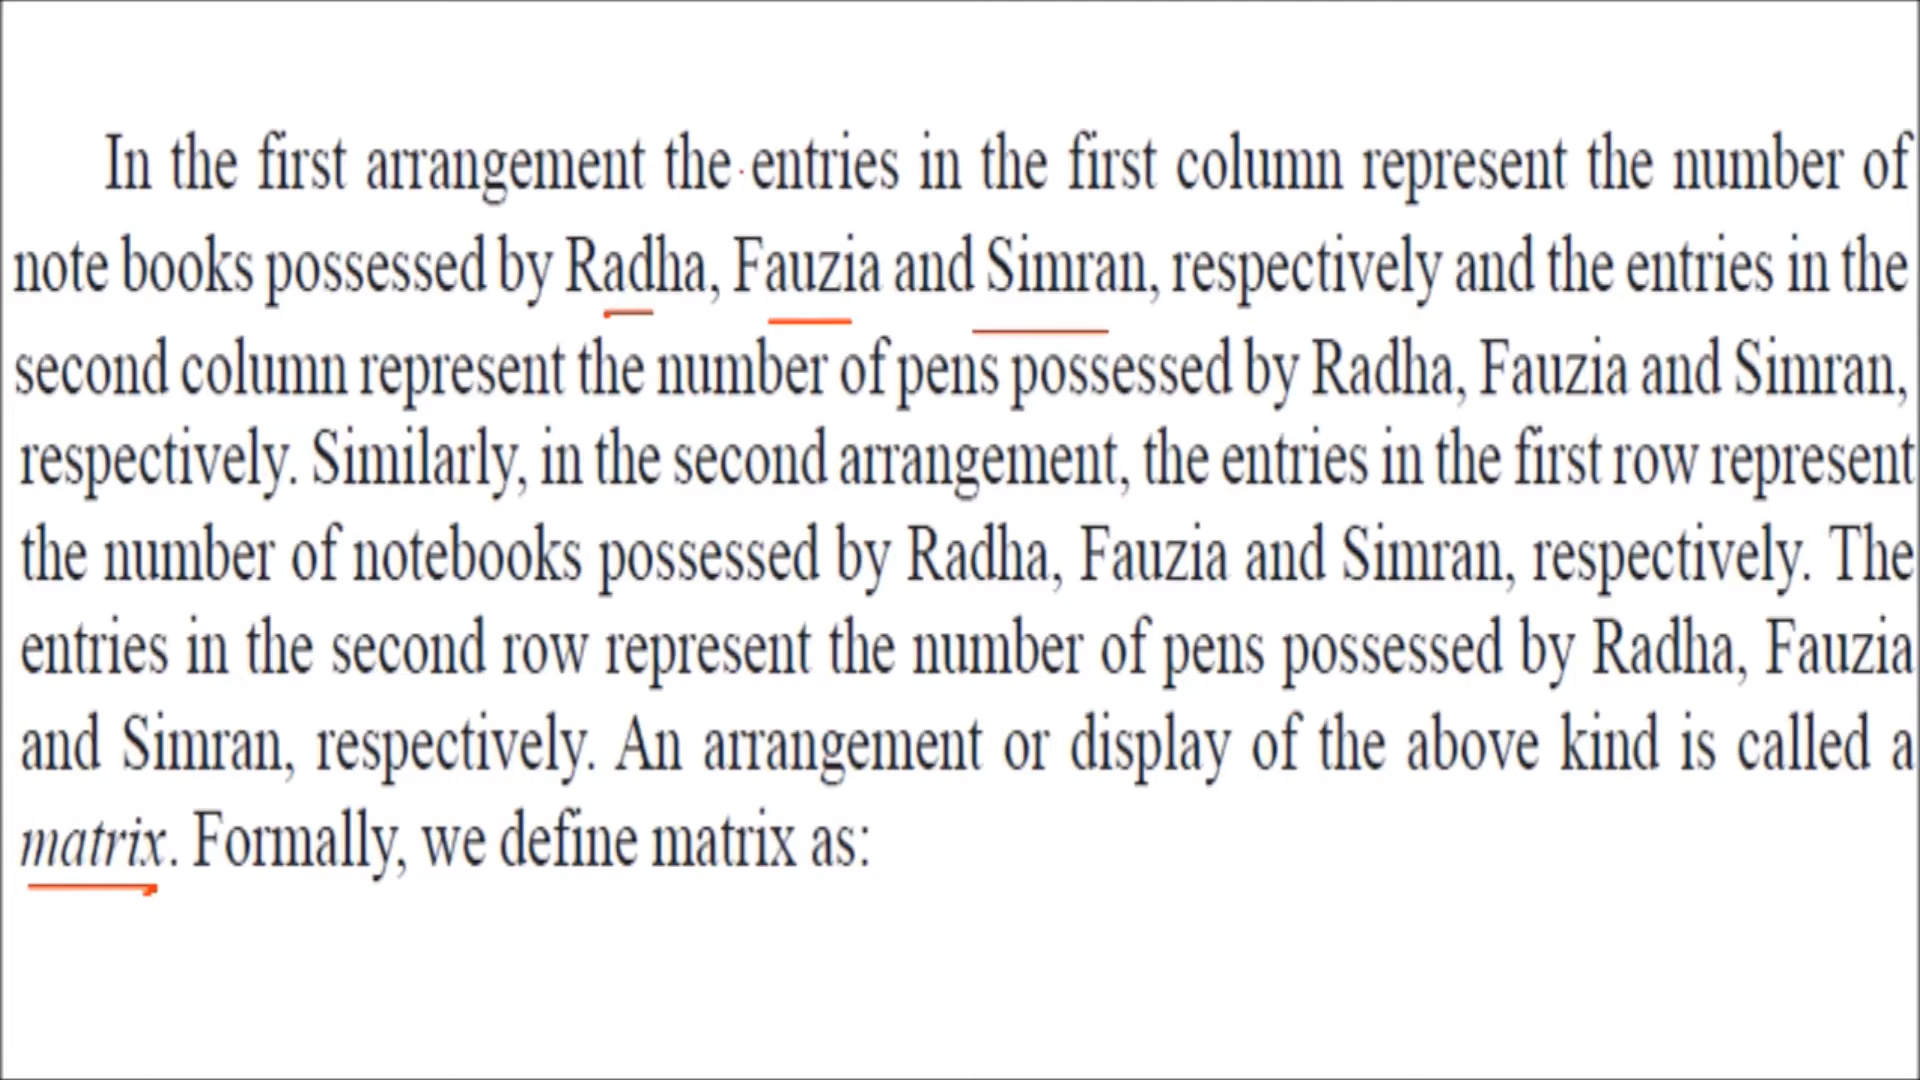 In the first arrangement the entries in the first column represent the number of
note books possessed by Radha, Fauzia and Simran, respectively and the entries in the
second column represent the number of pens possessed by Radha, Fauzia and Simran,
respectively. Similarly, in the second arrangement, the entries in the first row represent
the number of notebooks possessed by Radha, Fauzia and Simran, respectively. The
entries in the second row represent the number of pens possessed by Radha, Fauzia
and Simran, respectively. An arrangement or display of the above kind is called a
matrix. Formally, we define matrix as: